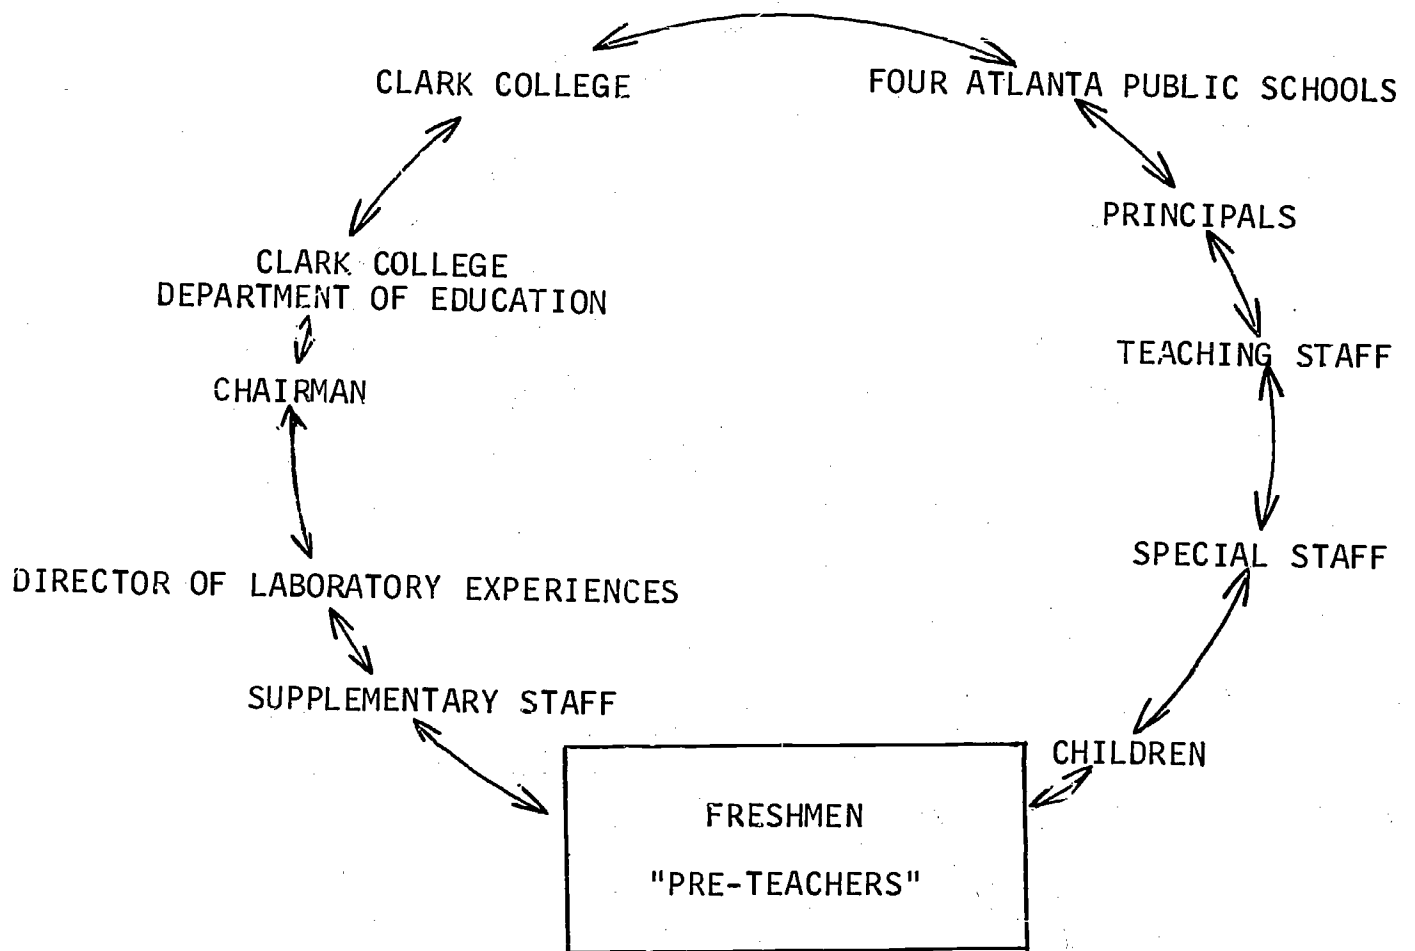 CLARK COLLEGE
FOUR ATLANTA PUBLIC SCHOOLS
PRINCIPALS
CLARK COLLEGE
DEPARTMENT OF EDUCATION
TEACHING STAFF
CHAIRMAN
SPECIAL STAFF
DIRECTOR OF LABORATORY EXPERIENCES
SUPPLEMENTARY STAFF
CHILDREN
FRESHMEN
"PRE-TEACHERS"